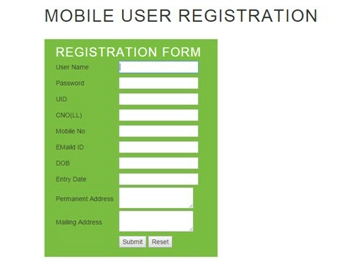 MOBILE USER REGISTRATION
REGISTRATION FORM
User Name
Password
UID
CNO(LL)
Mobile No
EMaild ID
DOB
Entry Date
Permanent Address
Mailing Address
Submit Reset